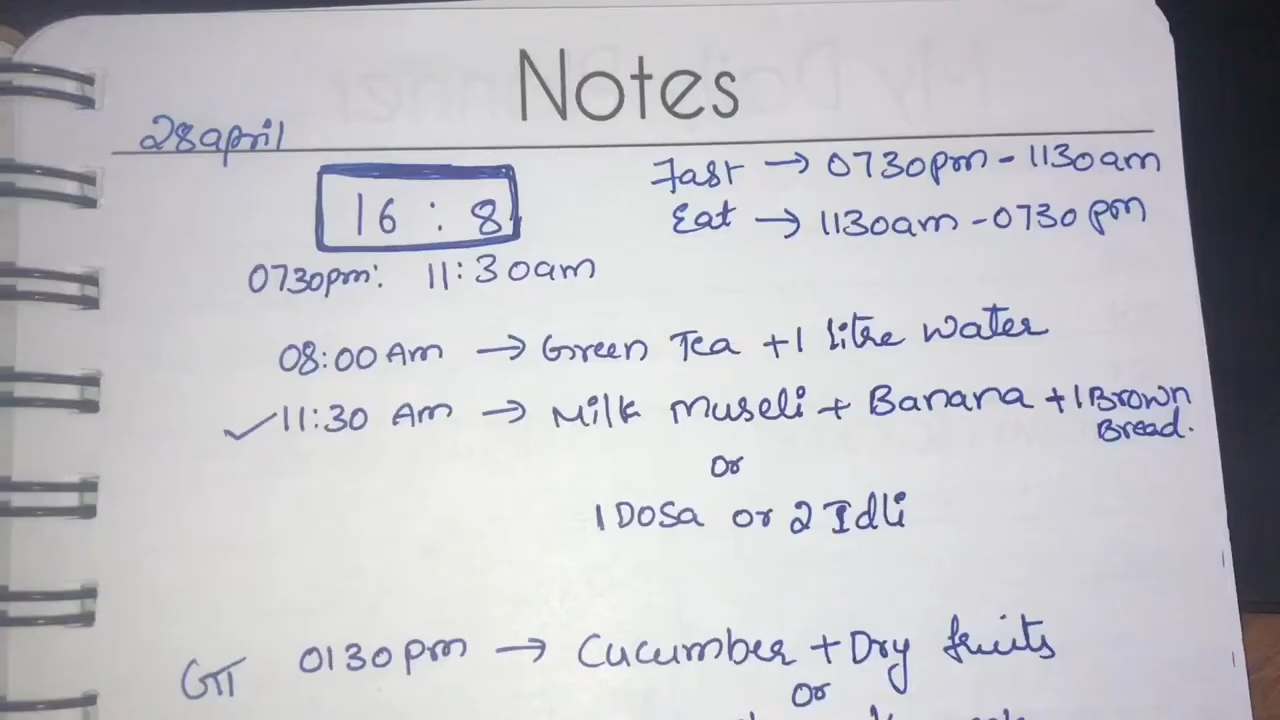 Notes
28april
16 : 8
Fast → 0730pm - 1130am
Eat → 1130am - 0730pm
0730pm: 11:30am
08:00 Am → Green Tea + 1 litre water
✓ 11:30 Am → Milk museli + Banana + 1 Brown
Bread.
or
1 Dosa or 2 Idli
GT 0130pm → Cucumber + Dry fruits
or